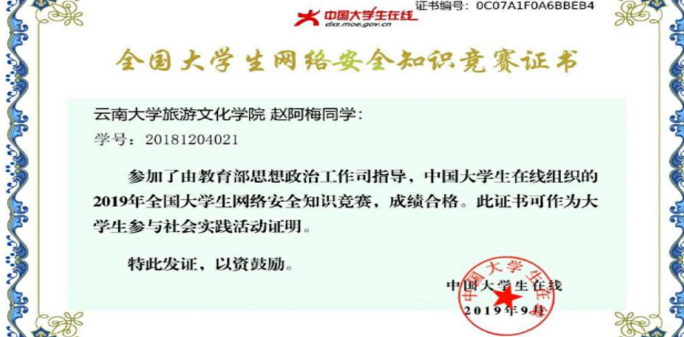 证书编号：0C07A1F0A6BBEB4
中国大学生在线
dxs.moe.gov.cn
全国大学生网络安全知识竞赛证书
云南大学旅游文化学院 赵阿梅同学：
学号：20181204021
参加了由教育部思想政治工作司指导，中国大学生在线组织的
2019年全国大学生网络安全知识竞赛，成绩合格。此证书可作为大
学生参与社会实践活动证明。
特此发证，以资鼓励。
中国大学生在线
2019年9月
中国大学生在线